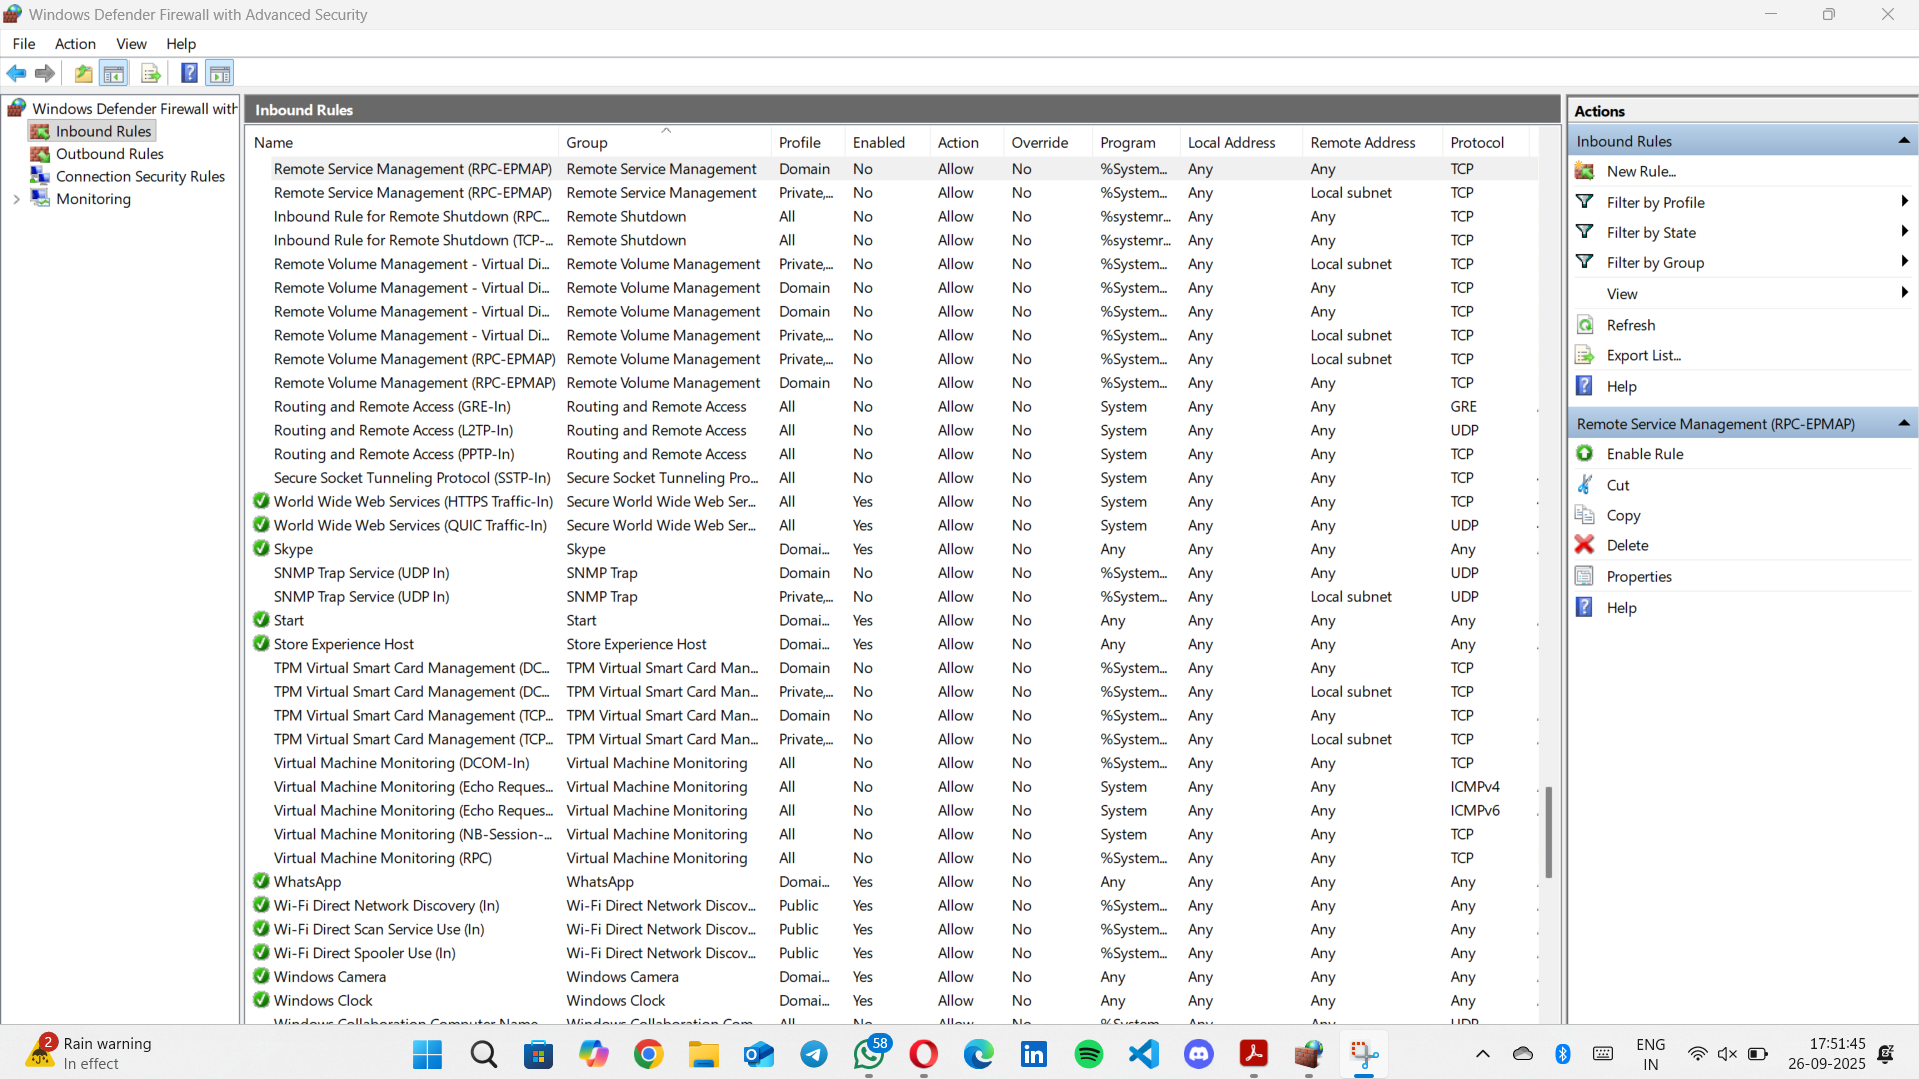 Windows Defender Firewall with Advanced Security
File Action View Help
Windows Defender Firewall with
Inbound Rules
Outbound Rules
Connection Security Rules
Monitoring
Inbound Rules
Name Group Profile Enabled Action Override Program Local Address Remote Address Protocol
Remote Service Management (RPC-EPMAP) Remote Service Management Domain No Allow No %System... Any Any TCP
Remote Service Management (RPC-EPMAP) Remote Service Management Private,... No Allow No %System... Any Local subnet TCP
Inbound Rule for Remote Shutdown (RPC... Remote Shutdown All No Allow No %systemr... Any Any TCP
Inbound Rule for Remote Shutdown (TCP-... Remote Shutdown All No Allow No %systemr... Any Any TCP
Remote Volume Management - Virtual Di... Remote Volume Management Private,... No Allow No %System... Any Local subnet TCP
Remote Volume Management - Virtual Di... Remote Volume Management Domain No Allow No %System... Any Any TCP
Remote Volume Management - Virtual Di... Remote Volume Management Domain No Allow No %System... Any Any TCP
Remote Volume Management - Virtual Di... Remote Volume Management Private,... No Allow No %System... Any Local subnet TCP
Remote Volume Management (RPC-EPMAP) Remote Volume Management Private,... No Allow No %System... Any Local subnet TCP
Remote Volume Management (RPC-EPMAP) Remote Volume Management Domain No Allow No %System... Any Any TCP
Routing and Remote Access (GRE-In) Routing and Remote Access All No Allow No System Any Any GRE
Routing and Remote Access (L2TP-In) Routing and Remote Access All No Allow No System Any Any UDP
Routing and Remote Access (PPTP-In) Routing and Remote Access All No Allow No System Any Any TCP
Secure Socket Tunneling Protocol (SSTP-In) Secure Socket Tunneling Pro... All No Allow No System Any Any TCP
World Wide Web Services (HTTPS Traffic-In) Secure World Wide Web Ser... All Yes Allow No System Any Any TCP
World Wide Web Services (QUIC Traffic-In) Secure World Wide Web Ser... All Yes Allow No System Any Any UDP
Skype Skype Domai... Yes Allow No Any Any Any Any
SNMP Trap Service (UDP In) SNMP Trap Domain No Allow No %System... Any Any UDP
SNMP Trap Service (UDP In) SNMP Trap Private,... No Allow No %System... Any Local subnet UDP
Start Start Domai... Yes Allow No Any Any Any Any
Store Experience Host Store Experience Host Domai... Yes Allow No Any Any Any Any
TPM Virtual Smart Card Management (DC... TPM Virtual Smart Card Man... Domain No Allow No %System... Any Any TCP
TPM Virtual Smart Card Management (DC... TPM Virtual Smart Card Man... Private,... No Allow No %System... Any Local subnet TCP
TPM Virtual Smart Card Management (TCP... TPM Virtual Smart Card Man... Domain No Allow No %System... Any Any TCP
TPM Virtual Smart Card Management (TCP... TPM Virtual Smart Card Man... Private,... No Allow No %System... Any Local subnet TCP
Virtual Machine Monitoring (DCOM-In) Virtual Machine Monitoring All No Allow No %System... Any Any TCP
Virtual Machine Monitoring (Echo Reques... Virtual Machine Monitoring All No Allow No System Any Any ICMPv4
Virtual Machine Monitoring (Echo Reques... Virtual Machine Monitoring All No Allow No System Any Any ICMPv6
Virtual Machine Monitoring (NB-Session-... Virtual Machine Monitoring All No Allow No System Any Any TCP
Virtual Machine Monitoring (RPC) Virtual Machine Monitoring All No Allow No %System... Any Any TCP
WhatsApp WhatsApp Domai... Yes Allow No Any Any Any Any
Wi-Fi Direct Network Discovery (In) Wi-Fi Direct Network Discov... Public Yes Allow No %System... Any Any Any
Wi-Fi Direct Scan Service Use (In) Wi-Fi Direct Network Discov... Public Yes Allow No %System... Any Any Any
Wi-Fi Direct Spooler Use (In) Wi-Fi Direct Network Discov... Public Yes Allow No %System... Any Any Any
Windows Camera Windows Camera Domai... Yes Allow No Any Any Any Any
Windows Clock Windows Clock Domai... Yes Allow No Any Any Any Any
Windows Collaboration Computer Name... Windows Collaboration Com... All No Allow No %System... Any Any UDP
Actions
Inbound Rules
New Rule...
Filter by Profile
Filter by State
Filter by Group
View
Refresh
Export List...
Help
Remote Service Management (RPC-EPMAP)
Enable Rule
Cut
Copy
Delete
Properties
Help
2
Rain warning
In effect
58
ENG
IN
17:51:45
26-09-2025